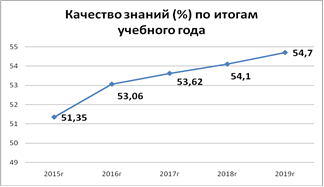 Качество знаний (%) по итогам
учебного года
55
54
53
52
51
50
49
51,35
53,06
53,62
54,1
54,7
2015г
2016г
2017г
2018г
2019г